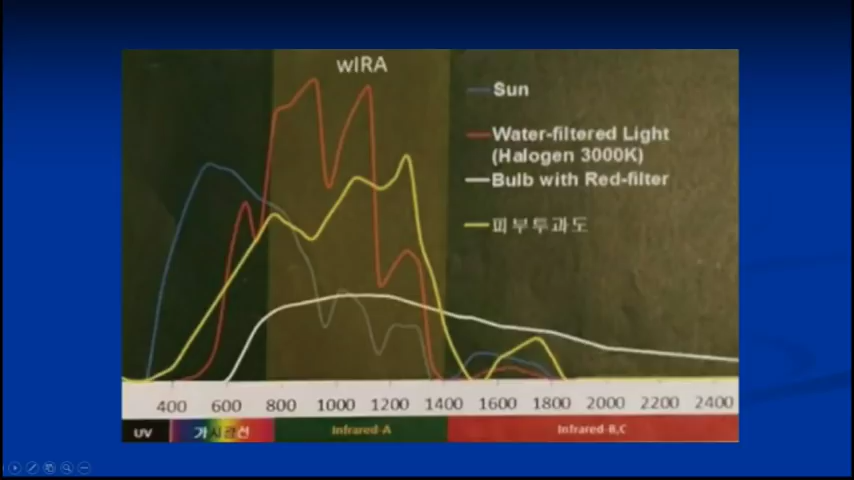 wIRA
Sun
Water-filtered Light
(Halogen 3000K)
Bulb with Red-filter
피부투과도
400 600 800 1000 1200 1400 1600 1800 2000 2200 2400
UV 가시광선 Infrared-A Infrared-B,C